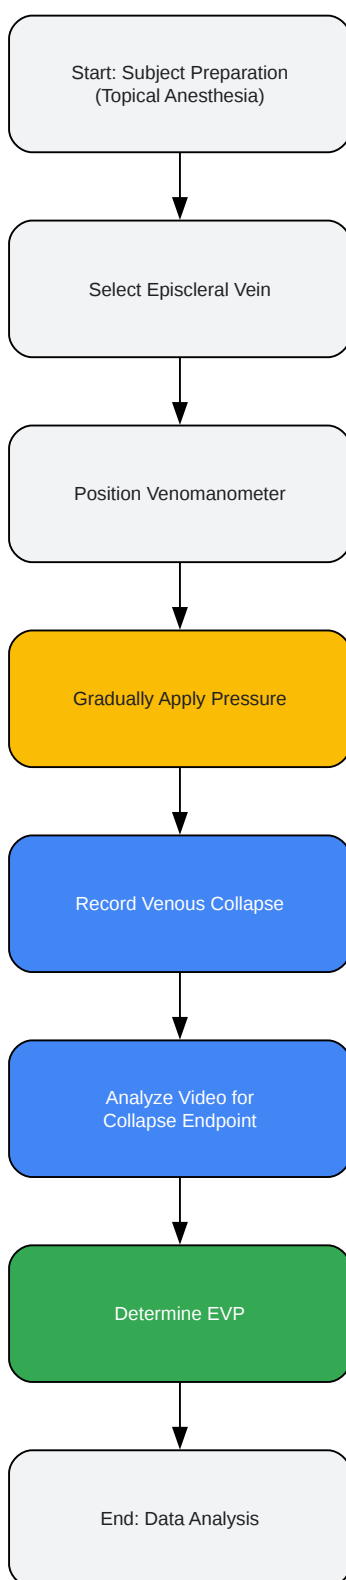 Start: Subject Preparation
(Topical Anesthesia)
Select Episcleral Vein
Position Venomanometer
Gradually Apply Pressure
Record Venous Collapse
Analyze Video for
Collapse Endpoint
Determine EVP
End: Data Analysis